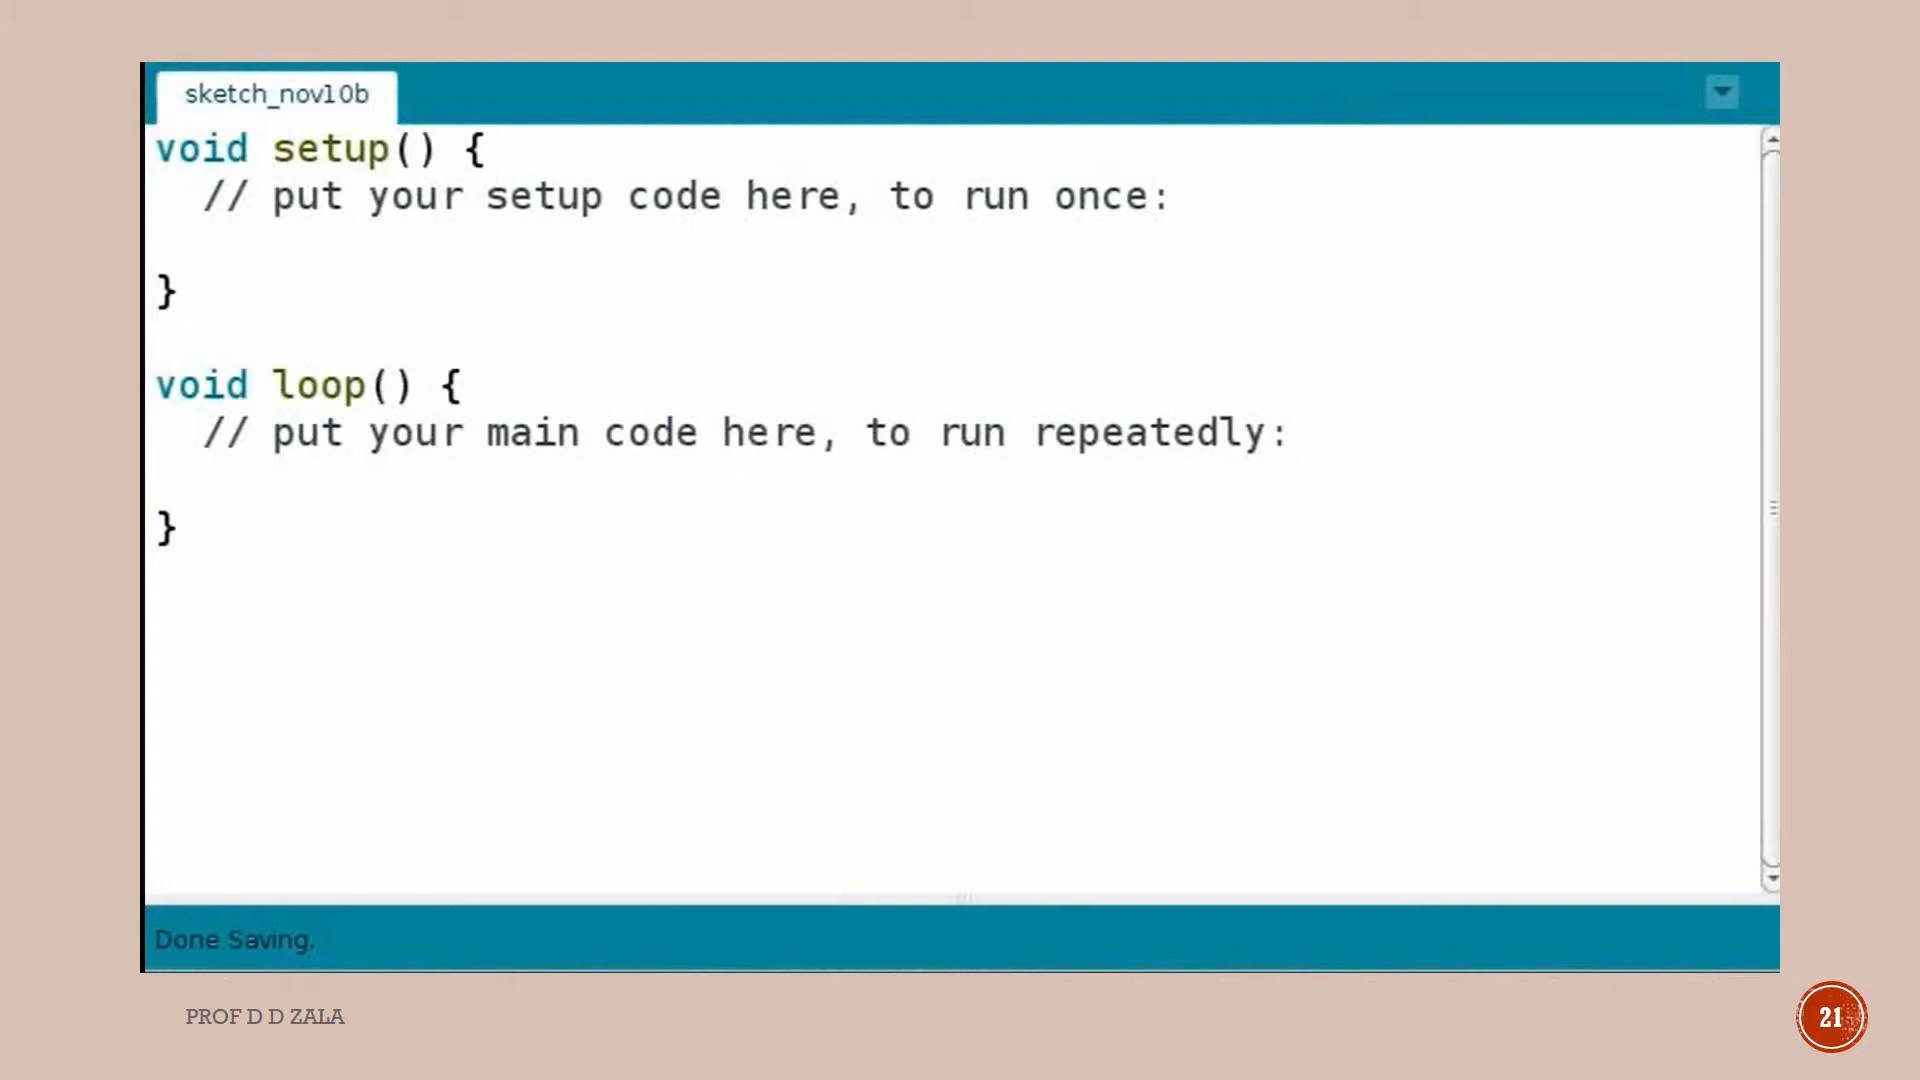 sketch_nov10b
void setup() {
  // put your setup code here, to run once:
}
void loop() {
  // put your main code here, to run repeatedly:
}
Done Saving.
PROF D D ZALA
21